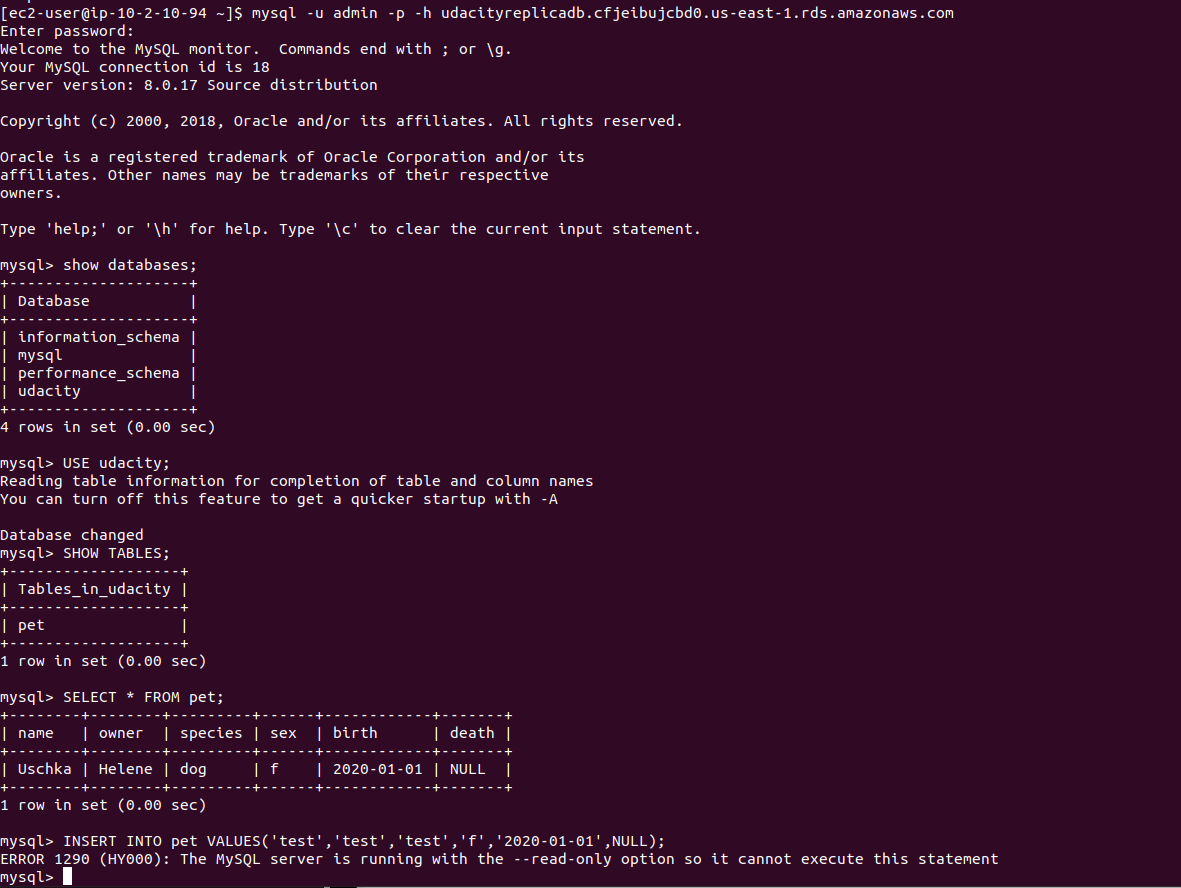 [ec2-user@ip-10-2-10-94 ~]$ mysql -u admin -p -h udacityreplicadb.cfjeibujcbd0.us-east-1.rds.amazonaws.com
Enter password:
Welcome to the MySQL monitor.  Commands end with ; or \g.
Your MySQL connection id is 18
Server version: 8.0.17 Source distribution

Copyright (c) 2000, 2018, Oracle and/or its affiliates. All rights reserved.

Oracle is a registered trademark of Oracle Corporation and/or its
affiliates. Other names may be trademarks of their respective
owners.

Type 'help;' or '\h' for help. Type '\c' to clear the current input statement.

mysql> show databases;
+--------------------+
| Database           |
+--------------------+
| information_schema |
| mysql              |
| performance_schema |
| udacity            |
+--------------------+
4 rows in set (0.00 sec)

mysql> USE udacity;
Reading table information for completion of table and column names
You can turn off this feature to get a quicker startup with -A

Database changed
mysql> SHOW TABLES;
+-------------------+
| Tables_in_udacity |
+-------------------+
| pet               |
+-------------------+
1 row in set (0.00 sec)

mysql> SELECT * FROM pet;
+--------+--------+---------+------+------------+-------+
| name   | owner  | species | sex  | birth      | death |
+--------+--------+---------+------+------------+-------+
| Uschka | Helene | dog     | f    | 2020-01-01 | NULL  |
+--------+--------+---------+------+------------+-------+
1 row in set (0.00 sec)

mysql> INSERT INTO pet VALUES('test','test','test','f','2020-01-01',NULL);
ERROR 1290 (HY000): The MySQL server is running with the --read-only option so it cannot execute this statement
mysql>